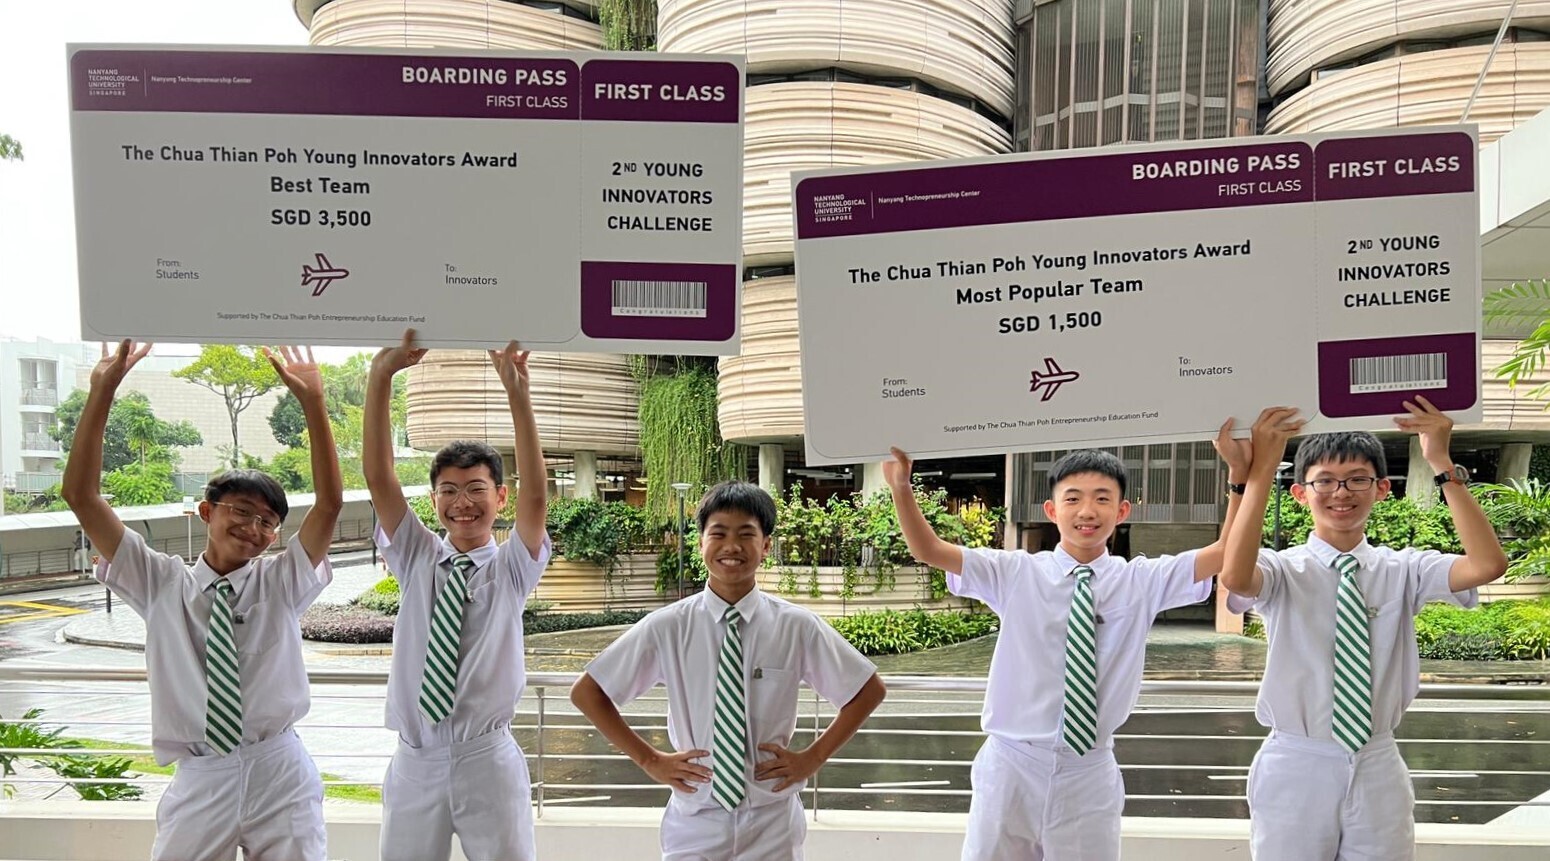 NANYANG
TECHNOLOGICAL
UNIVERSITY
SINGAPORE
Nanyang Technopreneurship Center
BOARDING PASS
FIRST CLASS
FIRST CLASS
The Chua Thian Poh Young Innovators Award
Best Team
SGD 3,500
2ND YOUNG
INNOVATORS
CHALLENGE
From:
Students
To:
Innovators
Supported by The Chua Thian Poh Entrepreneurship Education Fund
Congratulations
NANYANG
TECHNOLOGICAL
UNIVERSITY
SINGAPORE
Nanyang Technopreneurship Center
BOARDING PASS
FIRST CLASS
FIRST CLASS
The Chua Thian Poh Young Innovators Award
Most Popular Team
SGD 1,500
2ND YOUNG
INNOVATORS
CHALLENGE
From:
Students
To:
Innovators
Supported by The Chua Thian Poh Entrepreneurship Education Fund
Congratulations